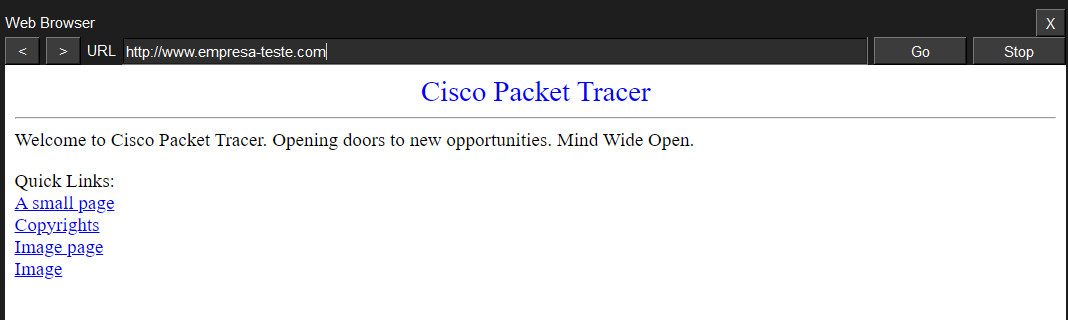 Web Browser X
< > URL http://www.empresa-teste.com Go Stop
Cisco Packet Tracer
Welcome to Cisco Packet Tracer. Opening doors to new opportunities. Mind Wide Open.
Quick Links:
A small page
Copyrights
Image page
Image